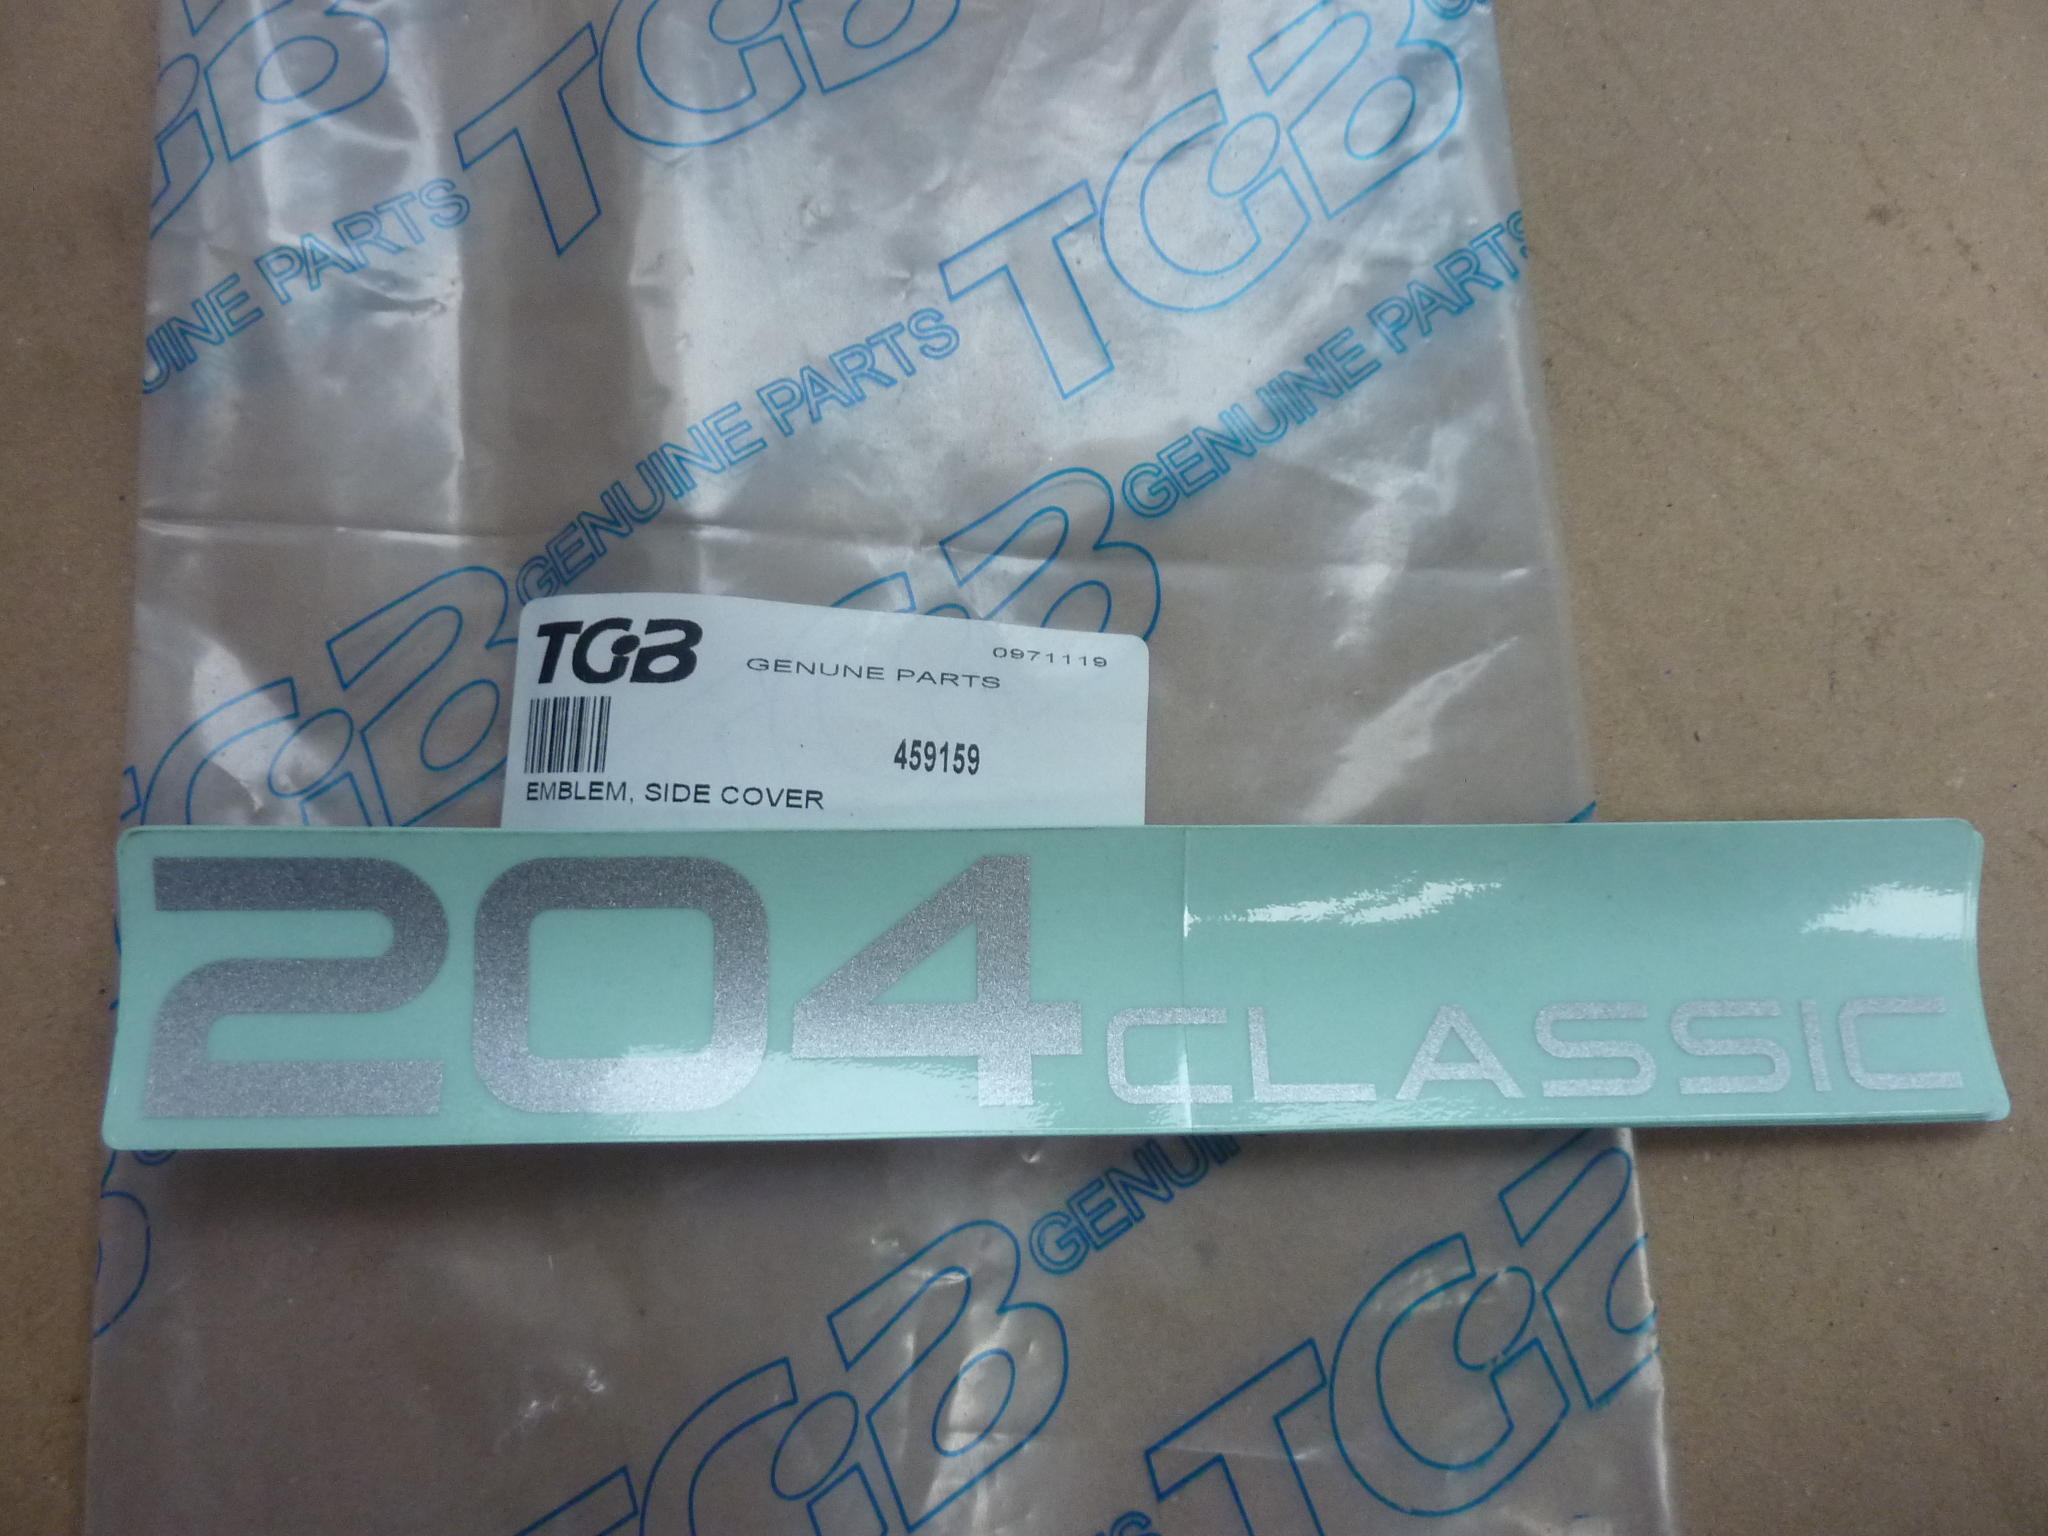 TGB
GENUINE PARTS
TGB
GENUINE PARTS
TGB
GENUINE PARTS
TGB
GENUNE PARTS
0971119
459159
EMBLEM, SIDE COVER
204 CLASSIC
TGB
TGB